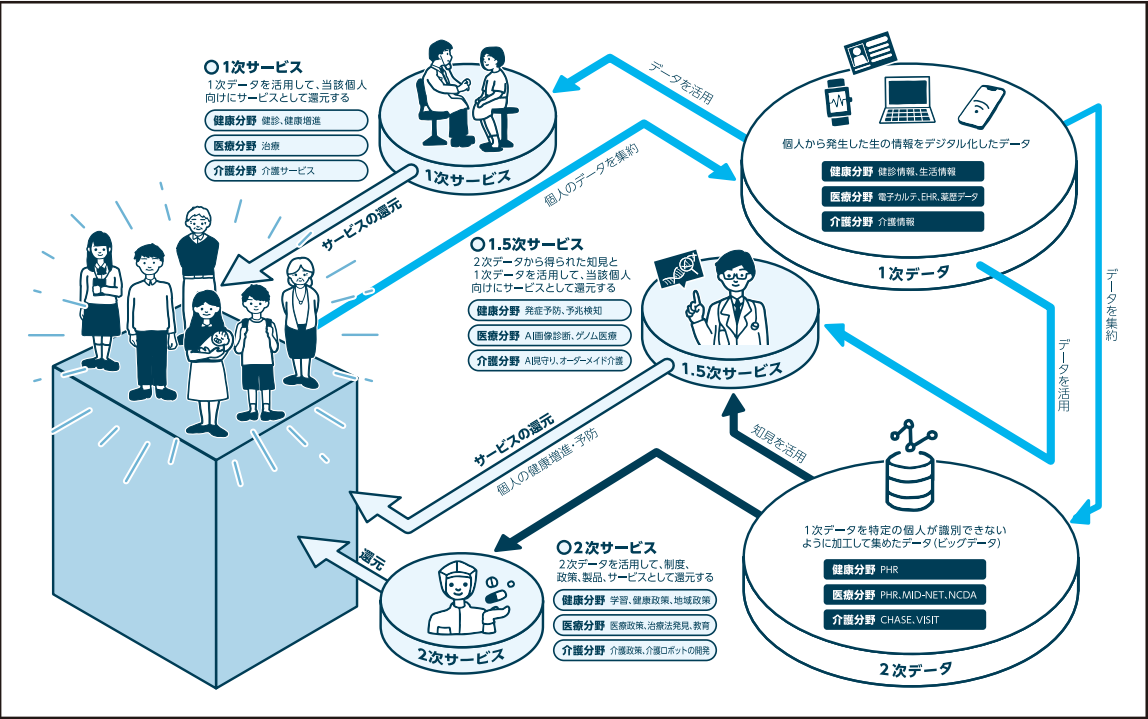 ○1次サービス
1次データを活用して、当該個人
向けにサービスとして還元する
健康分野 健診、健康増進
医療分野 治療
介護分野 介護サービス
1次サービス
データを活用
個人から発生した生の情報をデジタル化したデータ
健康分野 健診情報、生活情報
医療分野 電子カルテ、EHR、薬歴データ
介護分野 介護情報
1次データ
サービスの還元
個人のデータを集約
○1.5次サービス
2次データから得られた知見と
1次データを活用して、当該個人
向けにサービスとして還元する
健康分野 発症予防、予兆検知
医療分野 AI画像診断、ゲノム医療
介護分野 AI見守り、オーダーメイド介護
1.5次サービス
データを集約
データを活用
サービスの還元
個人の健康増進・予防
知見を活用
1次データを特定の個人が識別できない
ように加工して集めたデータ(ビッグデータ)
健康分野 PHR
医療分野 PHR、MID-NET、NCDA
介護分野 CHASE、VISIT
2次データ
還元
○2次サービス
2次データを活用して、制度、
政策、製品、サービスとして還元する
健康分野 学習、健康政策、地域政策
医療分野 医療政策、治療法発見、教育
介護分野 介護政策、介護ロボットの開発
2次サービス